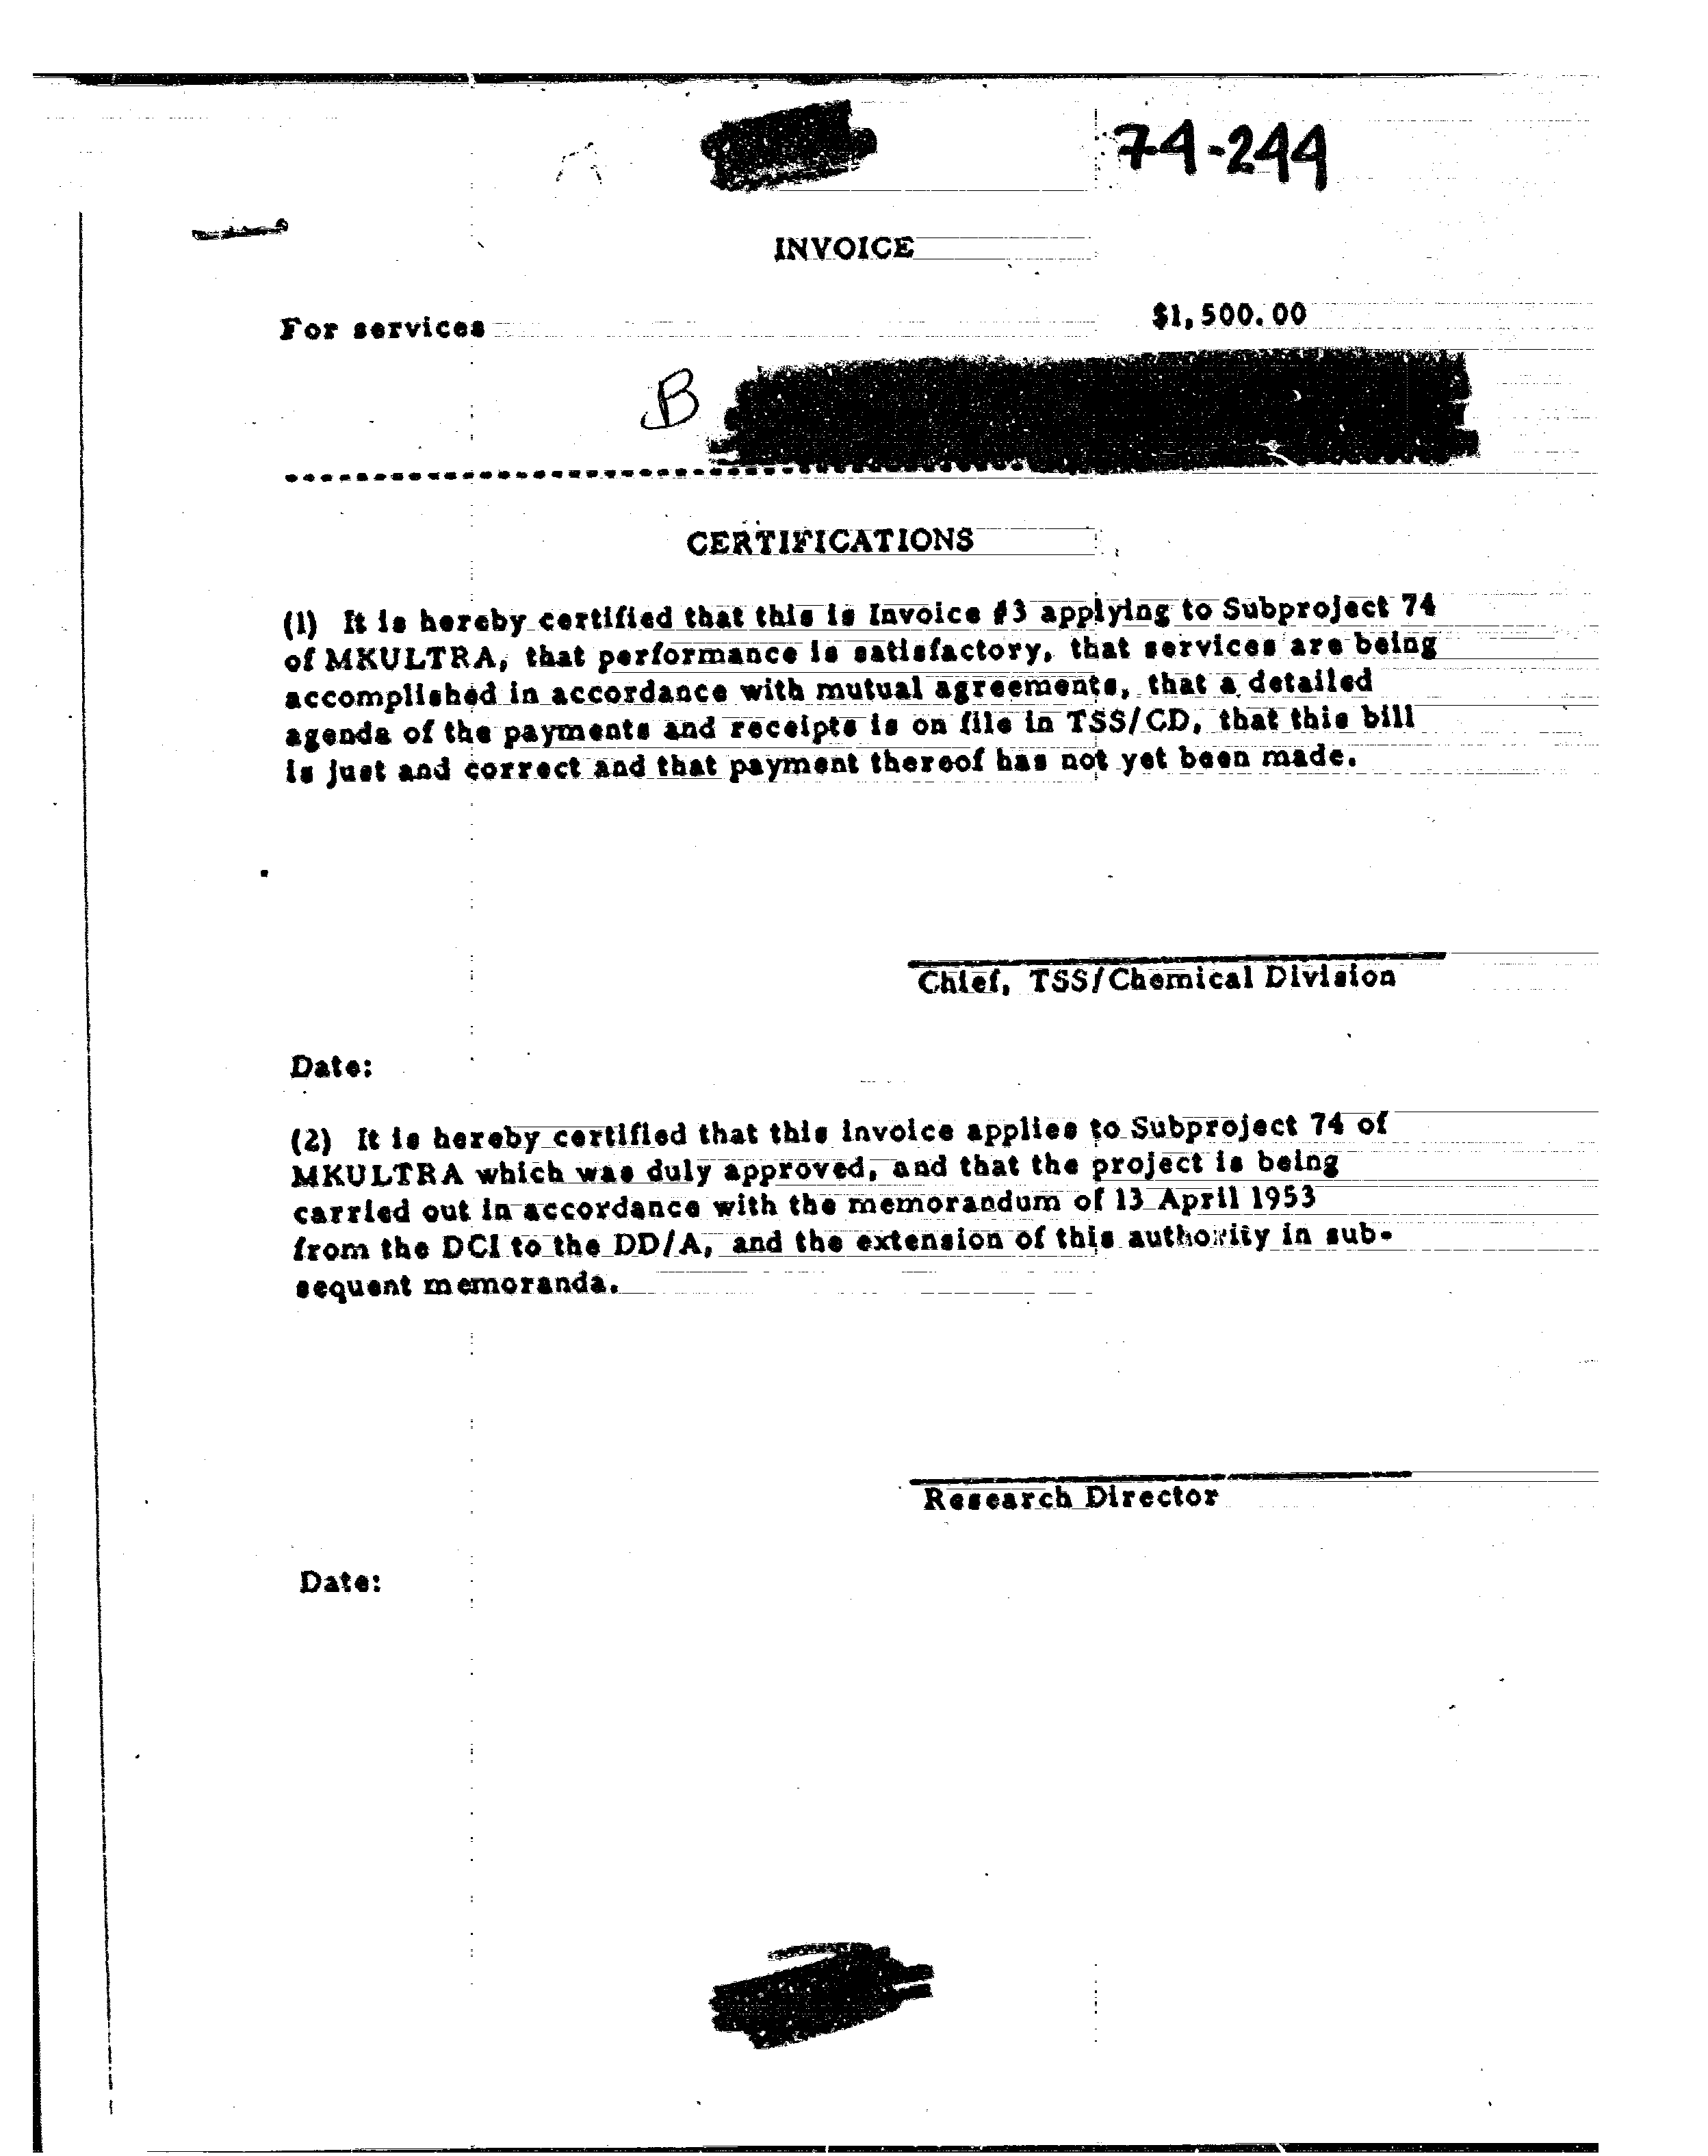 74-244
INVOICE
For services $1,500.00
B
CERTIFICATIONS
(1) It is hereby certified that this is Invoice #3 applying to Subproject 74
of MKULTRA, that performance is satisfactory, that services are being
accomplished in accordance with mutual agreements, that a detailed
agenda of the payments and receipts is on file in TSS/CD, that this bill
is just and correct and that payment thereof has not yet been made.
Chief, TSS/Chemical Division
Date:
(2) It is hereby certified that this invoice applies to Subproject 74 of
MKULTRA which was duly approved, and that the project is being
carried out in accordance with the memorandum of 13 April 1953
from the DCI to the DD/A, and the extension of this authority in sub-
sequent memoranda.
Research Director
Date: